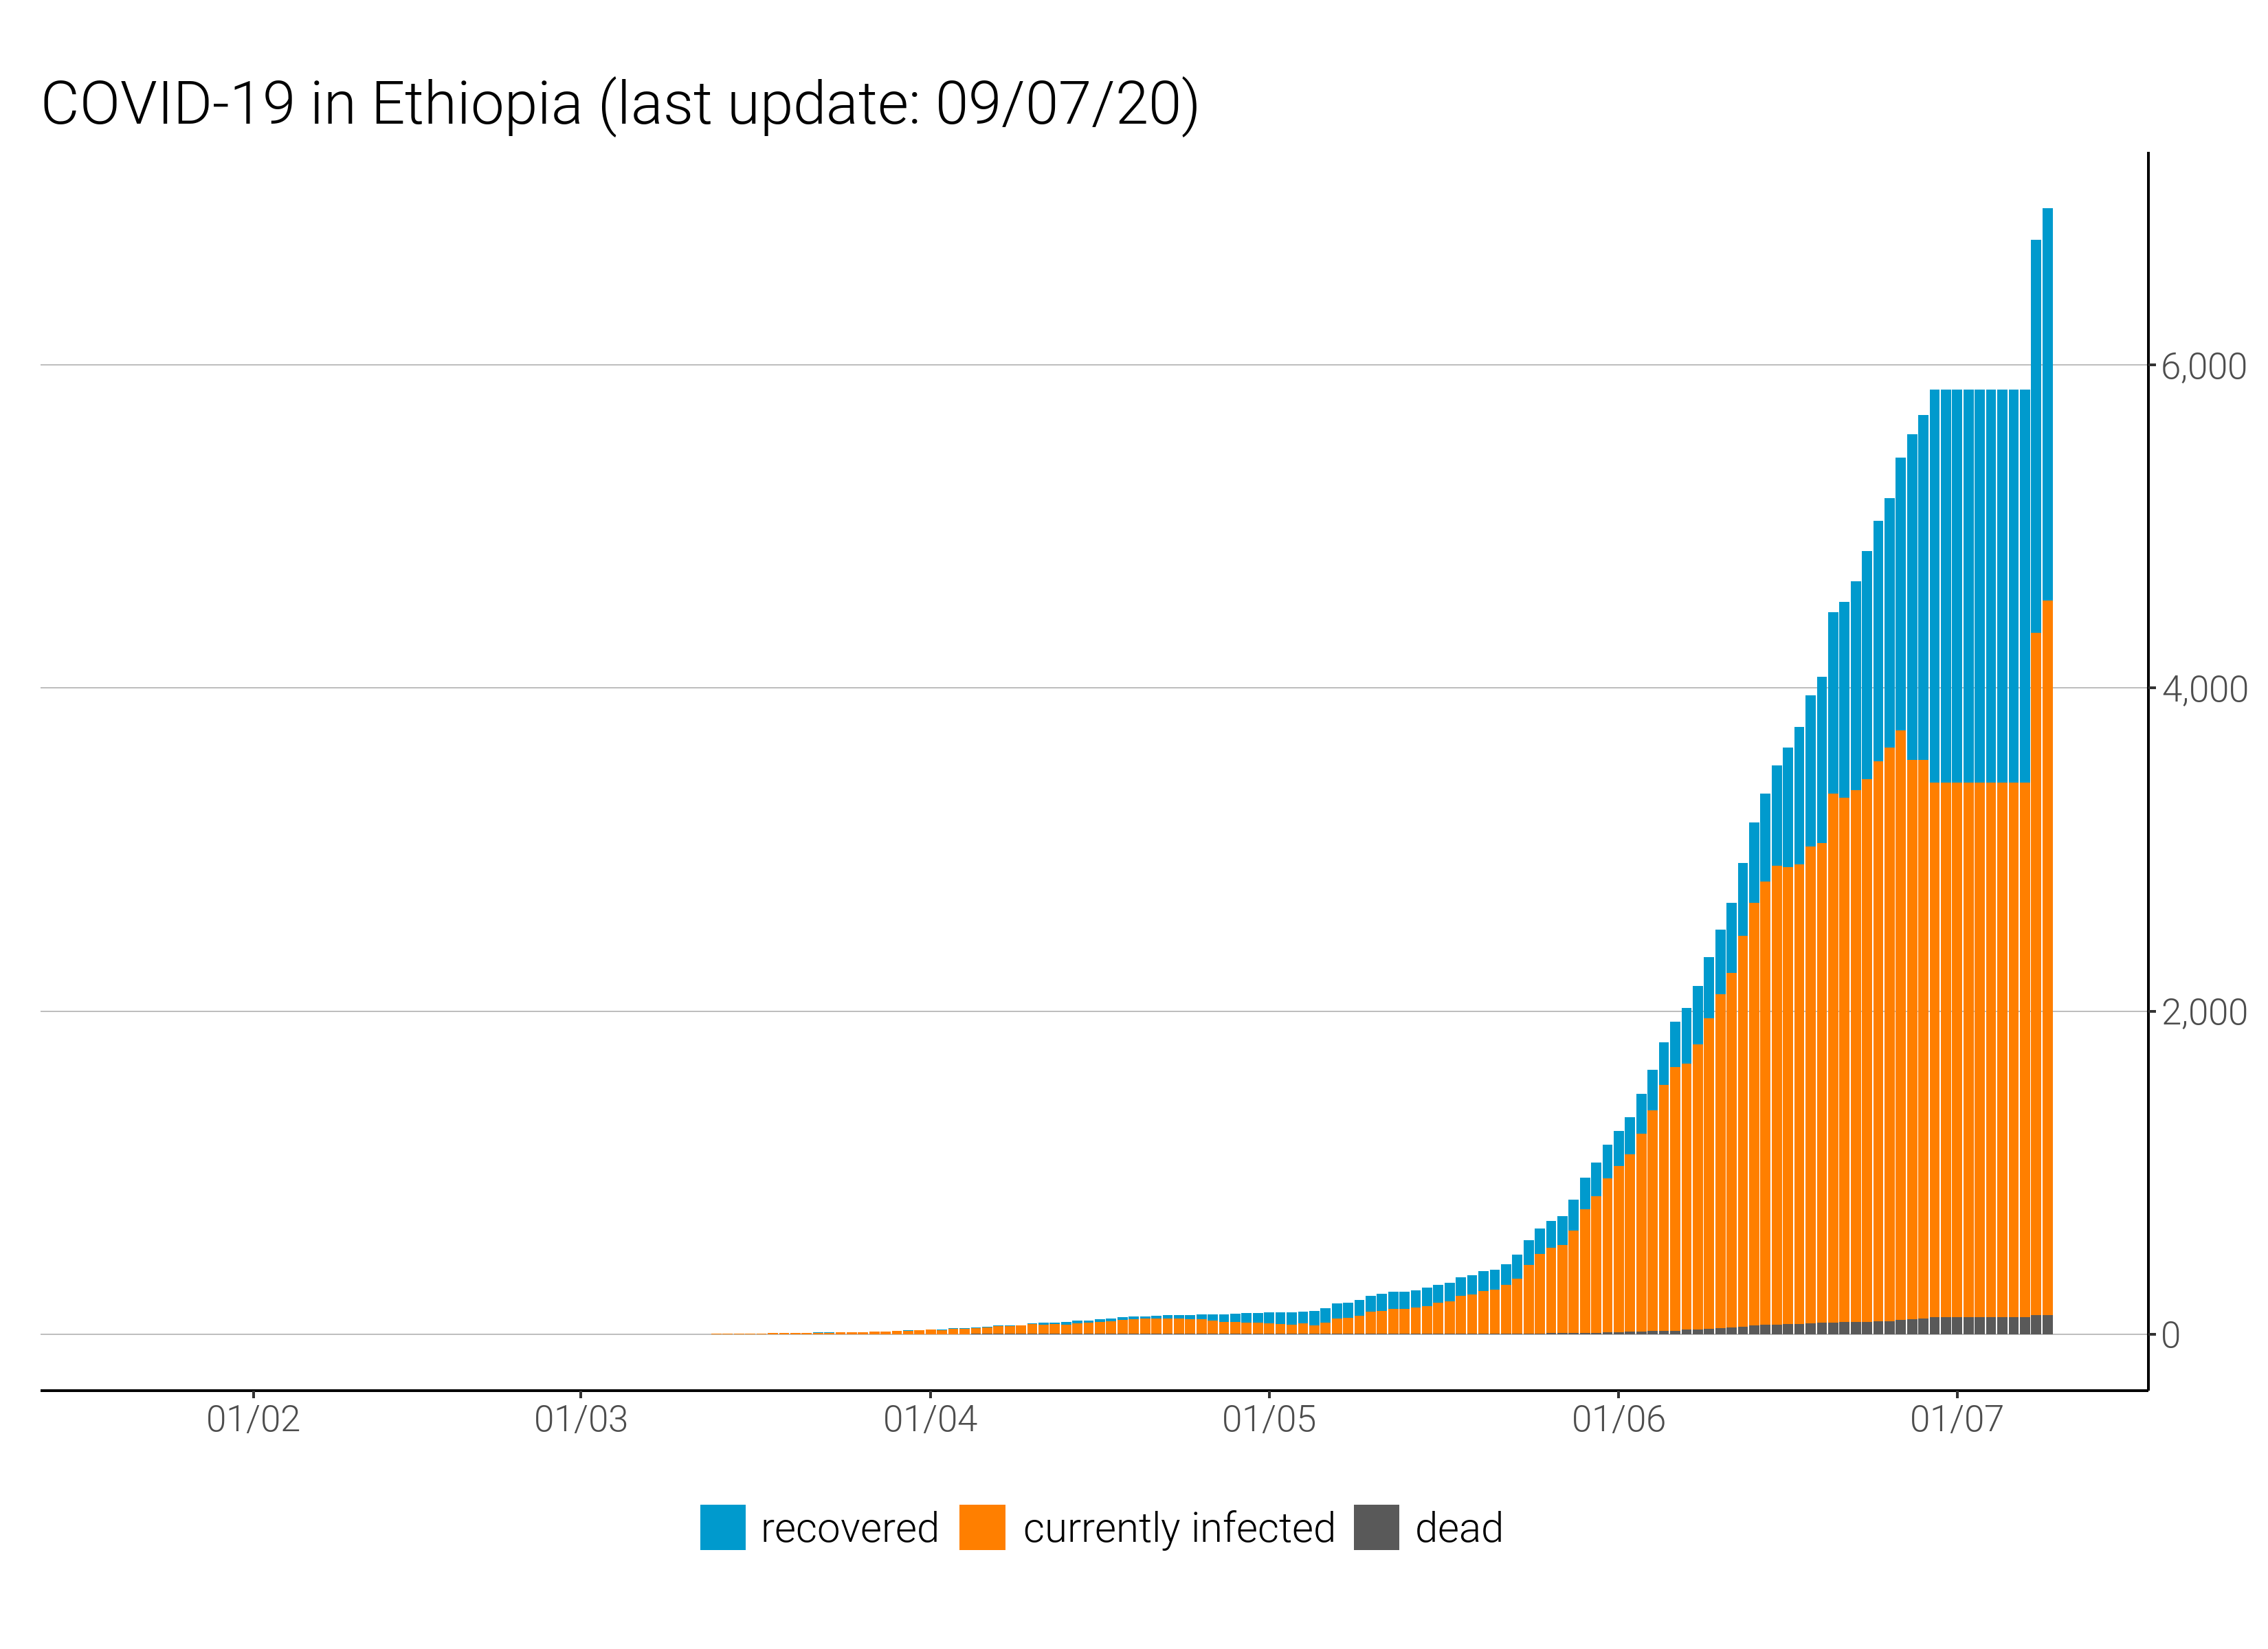 COVID-19 in Ethiopia (last update: 09/07/20)
6,000
4,000
2,000
0
01/02 01/03 01/04 01/05 01/06 01/07
recovered currently infected dead